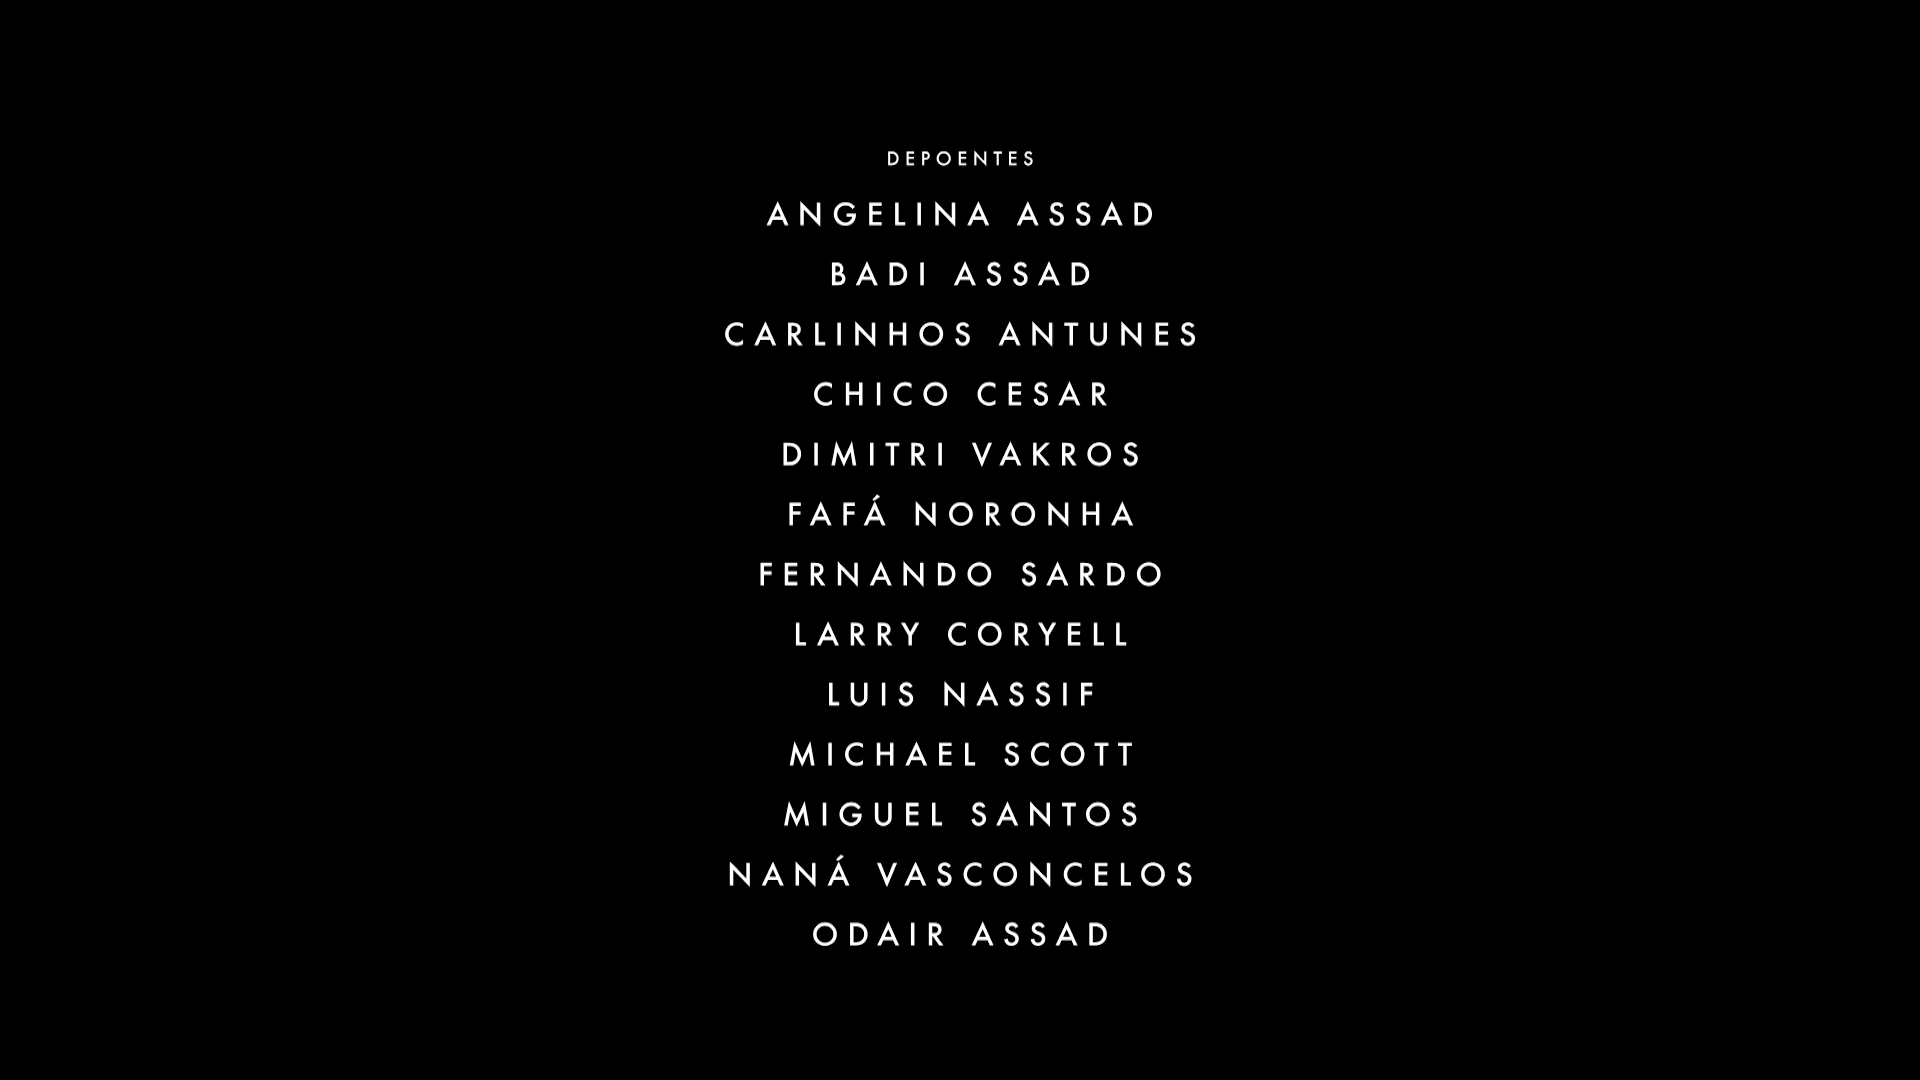 DEPOENTES
ANGELINA ASSAD
BADI ASSAD
CARLINHOS ANTUNES
CHICO CESAR
DIMITRI VAKROS
FAFÁ NORONHA
FERNANDO SARDO
LARRY CORYELL
LUIS NASSIF
MICHAEL SCOTT
MIGUEL SANTOS
NANÁ VASCONCELOS
ODAIR ASSAD